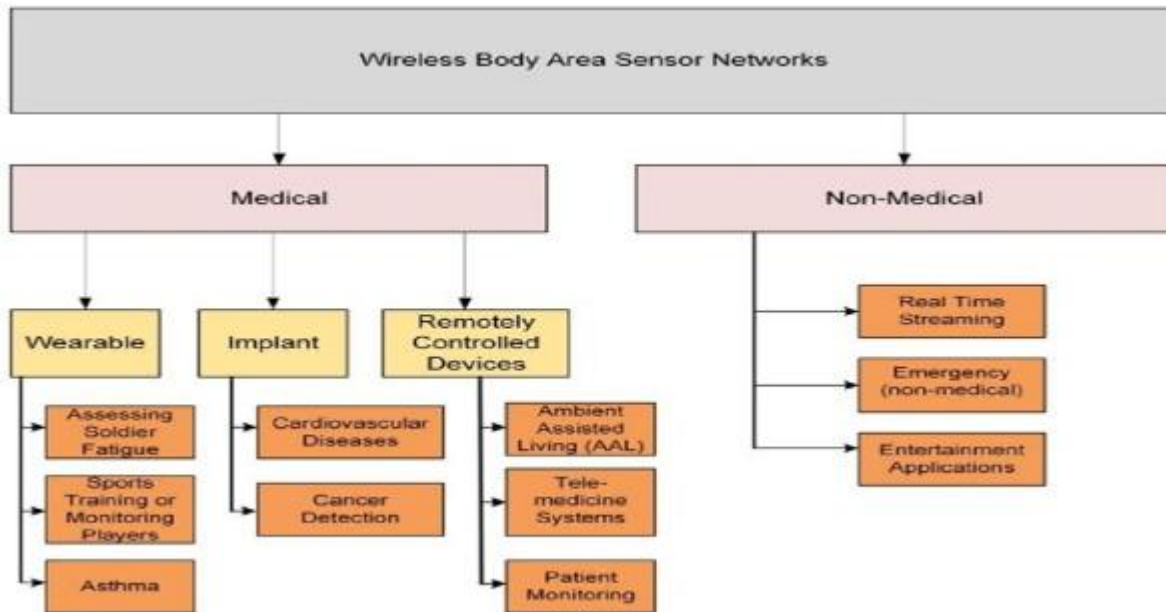 Wireless Body Area Sensor Networks
Medical
Non-Medical
Wearable
Implant
Remotely
Controlled
Devices
Assessing
Soldier
Fatigue
Sports
Training or
Monitoring
Players
Asthma
Cardiovascular
Diseases
Cancer
Detection
Ambient
Assisted
Living (AAL)
Tele-
medicine
Systems
Patient
Monitoring
Real Time
Streaming
Emergency
(non-medical)
Entertainment
Applications